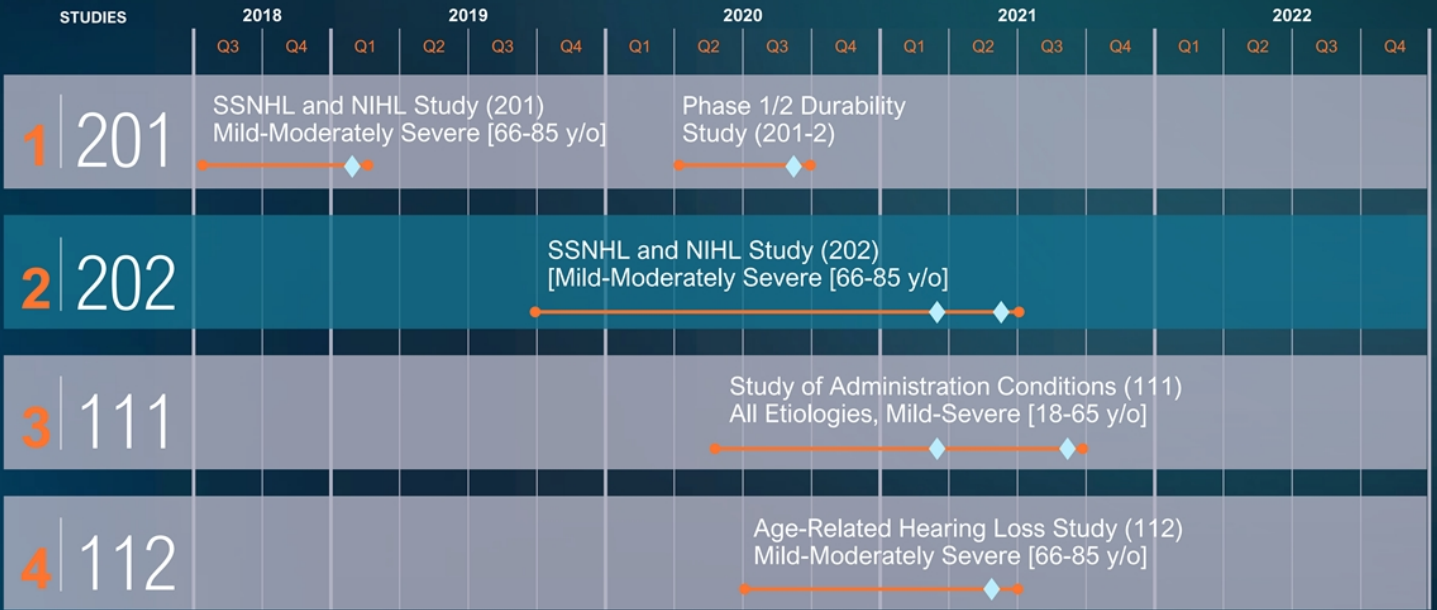 STUDIES 2018 2019 2020 2021 2022
Q3 Q4 Q1 Q2 Q3 Q4 Q1 Q2 Q3 Q4 Q1 Q2 Q3 Q4 Q1 Q2 Q3 Q4
1 201
SSNHL and NIHL Study (201)
Mild-Moderately Severe [66-85 y/o]
Phase 1/2 Durability
Study (201-2)
2 202
SSNHL and NIHL Study (202)
[Mild-Moderately Severe [66-85 y/o]
3 111
Study of Administration Conditions (111)
All Etiologies, Mild-Severe [18-65 y/o]
4 112
Age-Related Hearing Loss Study (112)
Mild-Moderately Severe [66-85 y/o]